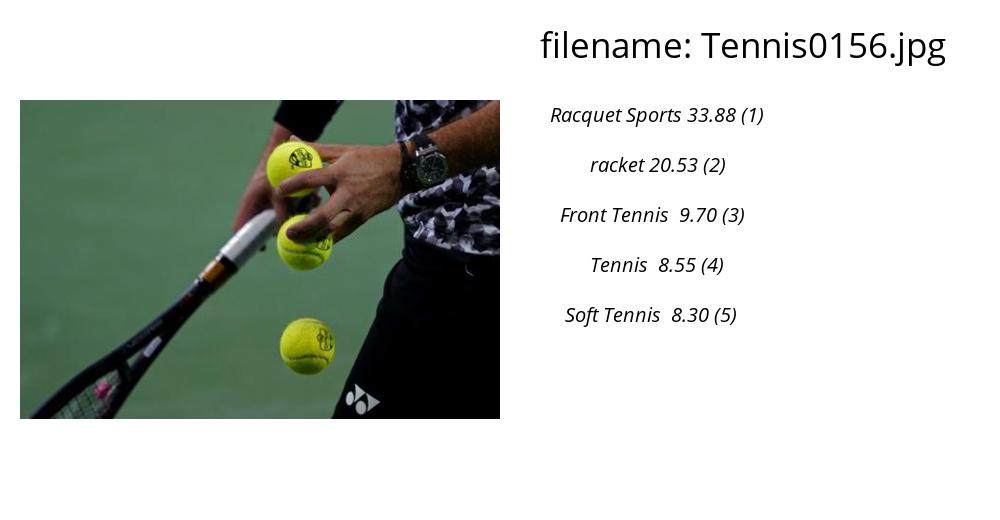 filename: Tennis0156.jpg
Racquet Sports 33.88 (1)
racket 20.53 (2)
Front Tennis 9.70 (3)
Tennis 8.55 (4)
Soft Tennis 8.30 (5)